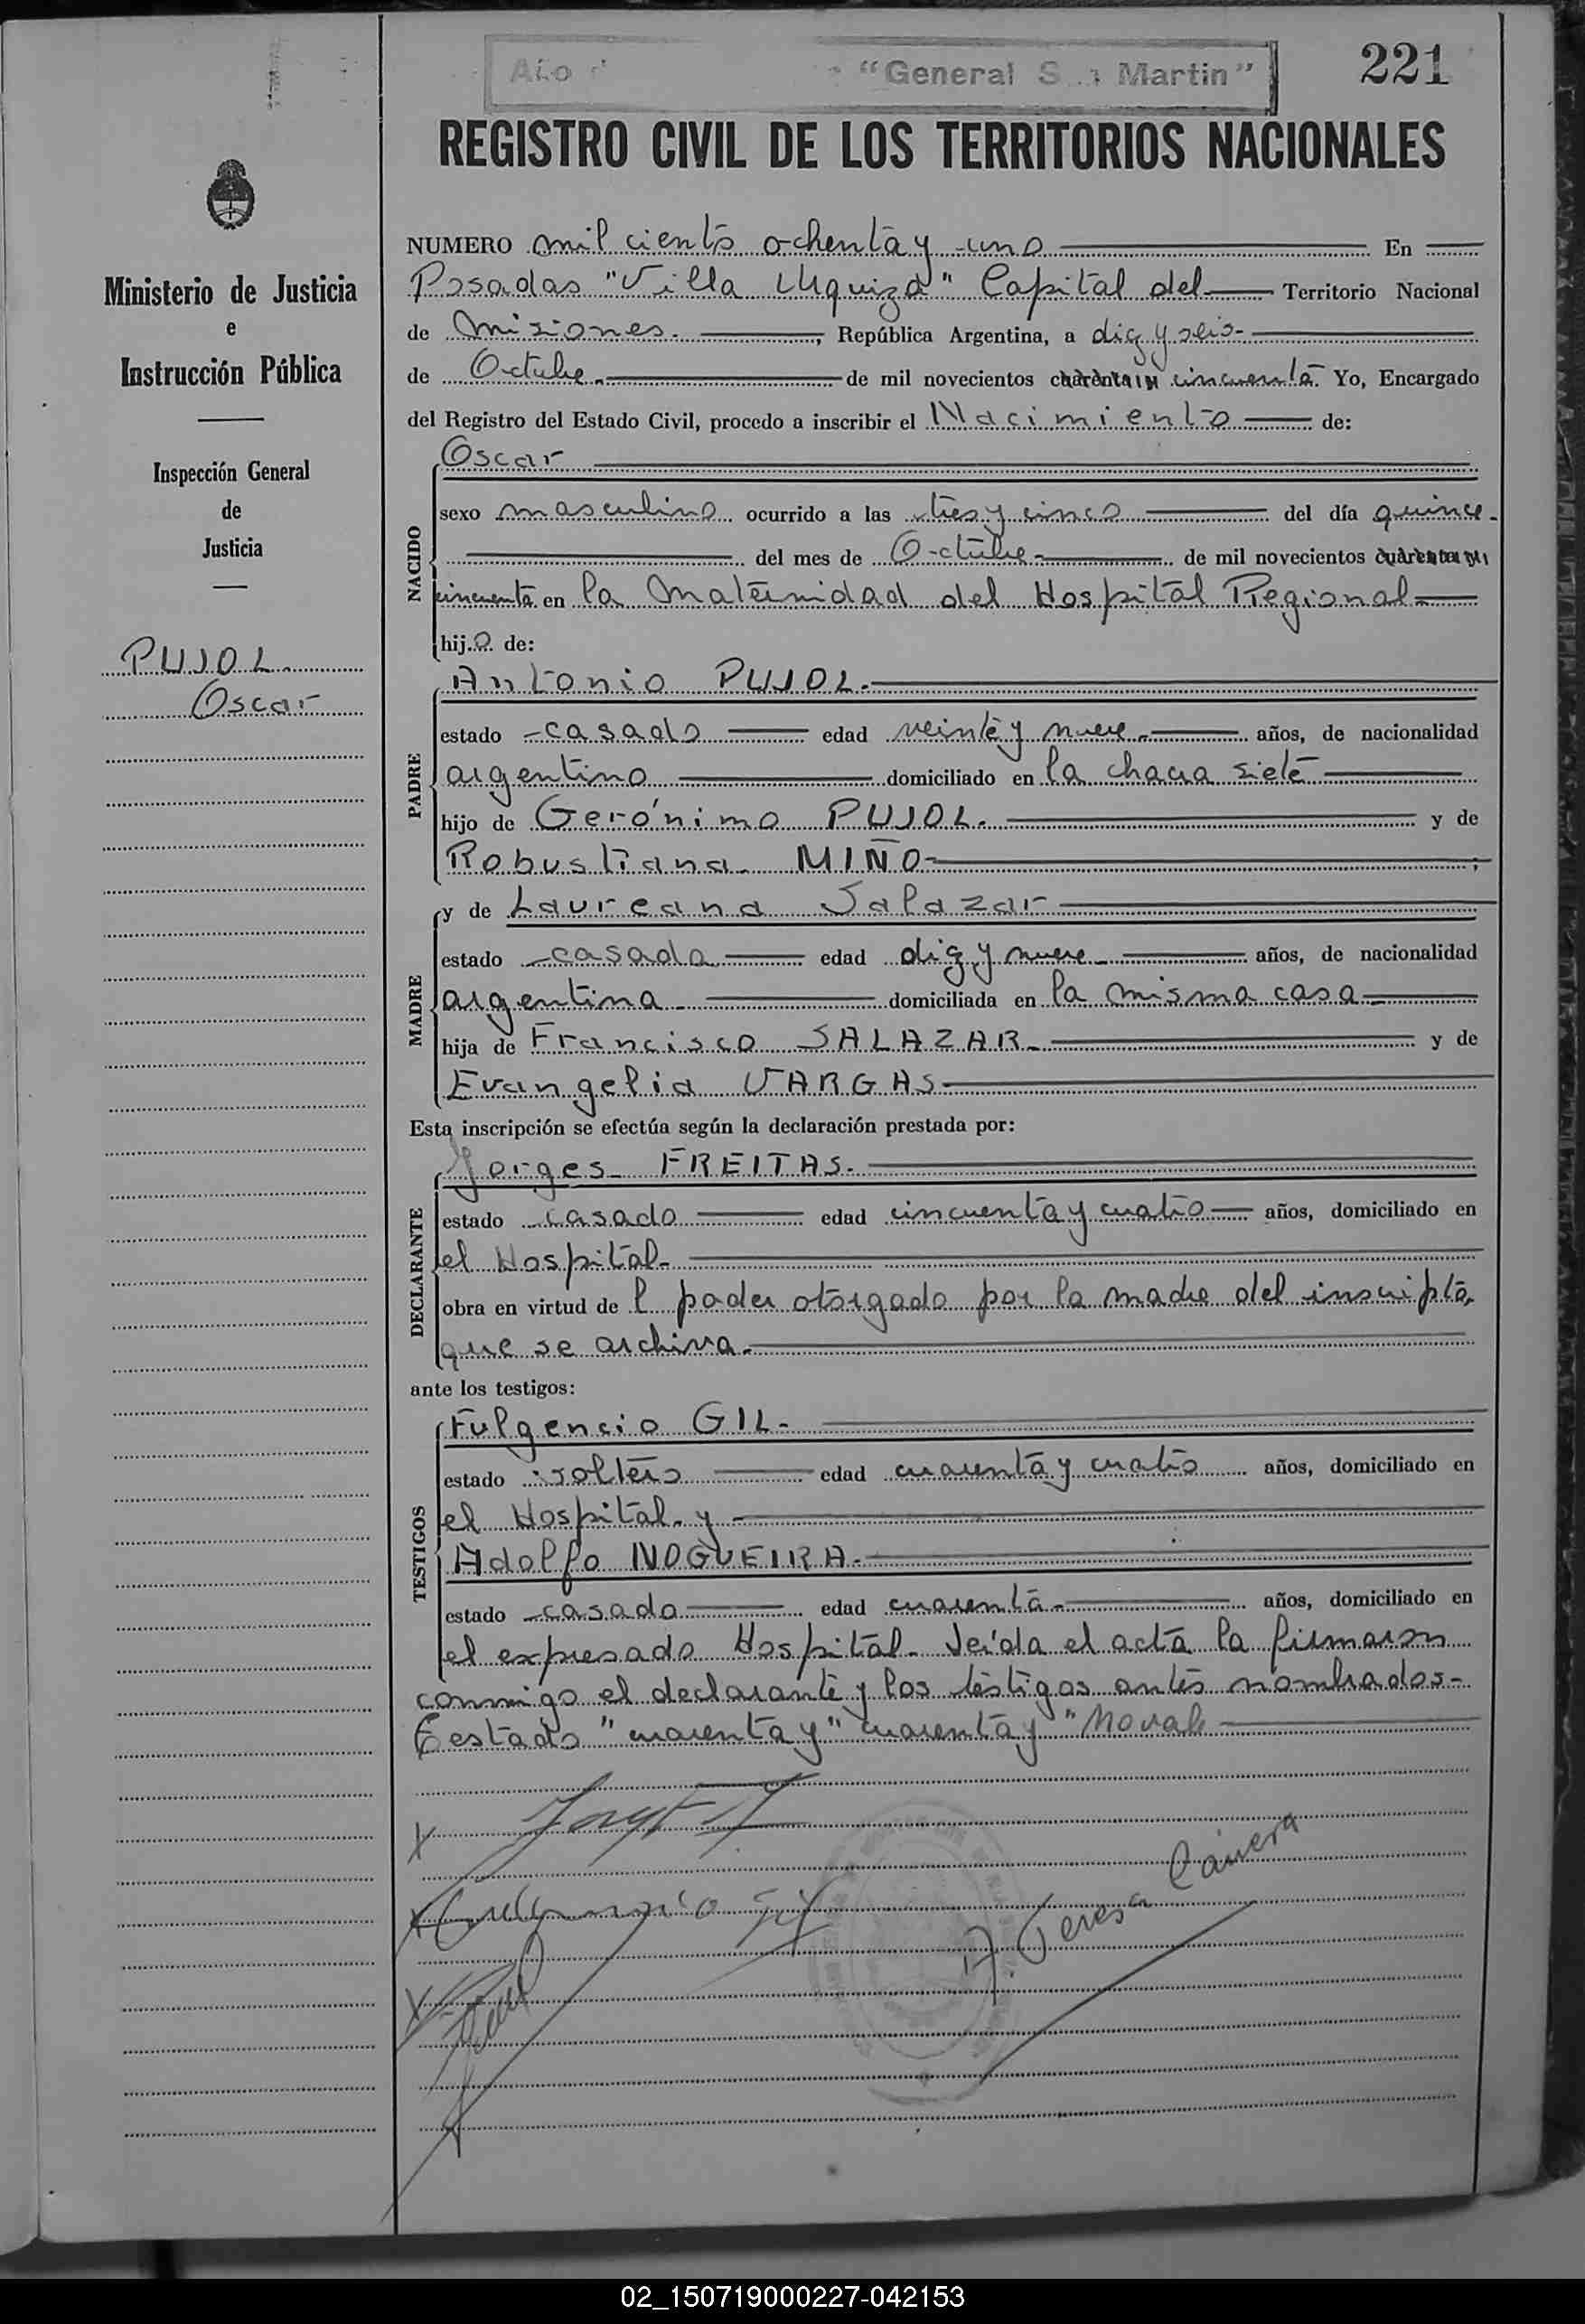 "General Martin"
221
REGISTRO CIVIL DE LOS TERRITORIOS NACIONALES
Ministerio de Justicia
e
Instrucción Pública
Inspección General
de
Justicia
PUJOL
Oscar
NUMERO mil ciento ochenta y uno En
Posadas "Villa Urquiza" Capital del Territorio Nacional
de Misiones. , República Argentina, a diez y seis-
de Octubre. de mil novecientos cuarenta cincuenta. Yo, Encargado
del Registro del Estado Civil, procedo a inscribir el Nacimiento de:
Oscar
NACIDO
sexo masculino ocurrido a las tres y cinco del día quince-
del mes de Octubre- de mil novecientos cuarenta
cincuenta en la Maternidad del Hospital Regional-
hijo de:
Antonio PUJOL.-
PADRE
estado -casado edad veinte y nueve- años, de nacionalidad
argentino domiciliado en la chacra siete
hijo de Gerónimo PUJOL. y de
Robustiana MIÑO- ;
y de Laureana Salazar
MADRE
estado -casada edad diez y nueve- años, de nacionalidad
argentina- domiciliada en la misma casa-
hija de Francisco SALAZAR- y de
Evangelia VARGAS-
Esta inscripción se efectúa según la declaración prestada por:
Jorges FREITAS.
DECLARANTE
estado casado edad cincuenta y cuatro años, domiciliado en
el Hospital-
obra en virtud de l poder otorgado por la madre del inscripto,
que se archiva.
ante los testigos:
Fulgencio GIL-
TESTIGOS
estado soltero edad cuarenta y cuatro años, domiciliado en
el Hospital- y
Adolfo NOGUEIRA.-
estado -casado edad cuarenta- años, domiciliado en
el expresado Hospital- Leída el acta la firmaron
conmigo el declarante y los testigos antes nombrados-
Testado "cuarenta y" cuarenta y "No vale
A. Teresa
02_150719000227-042153